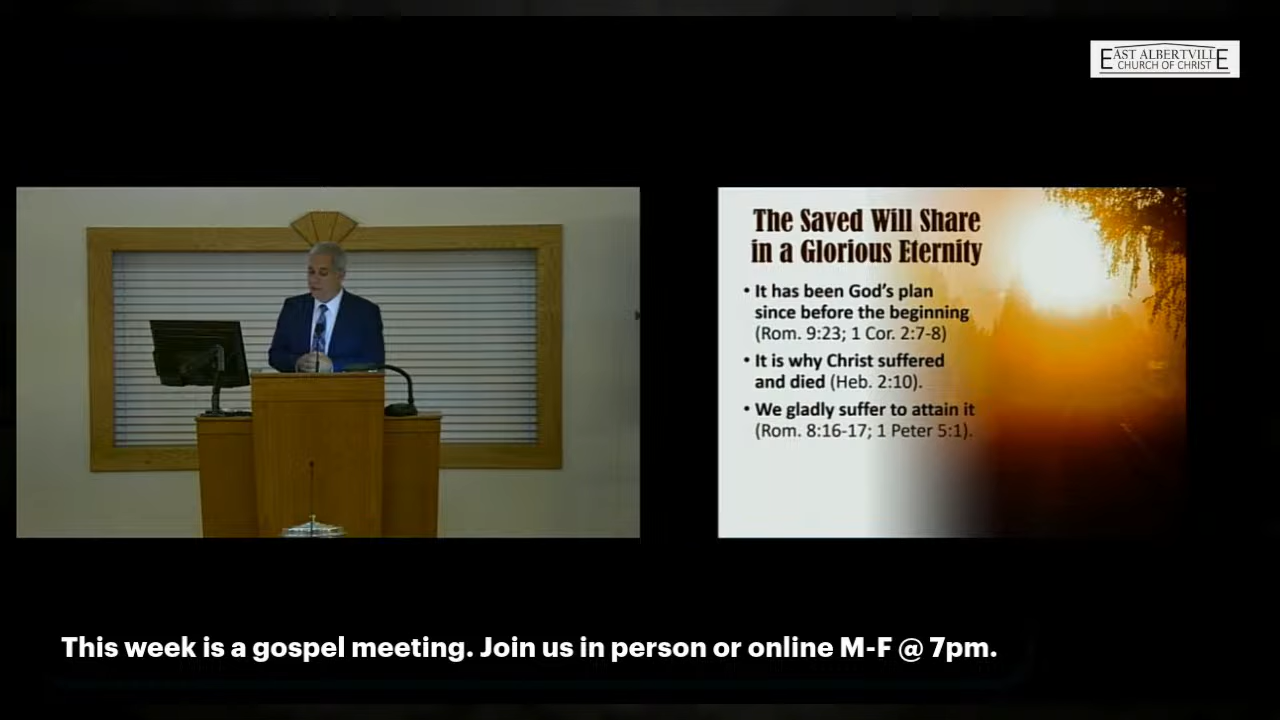 EAST ALBERTVILLE
CHURCH OF CHRIST
The Saved Will Share
in a Glorious Eternity
• It has been God's plan
since before the beginning
(Rom. 9:23; 1 Cor. 2:7-8)
• It is why Christ suffered
and died (Heb. 2:10).
• We gladly suffer to attain it
(Rom. 8:16-17; 1 Peter 5:1).
This week is a gospel meeting. Join us in person or online M-F @ 7pm.